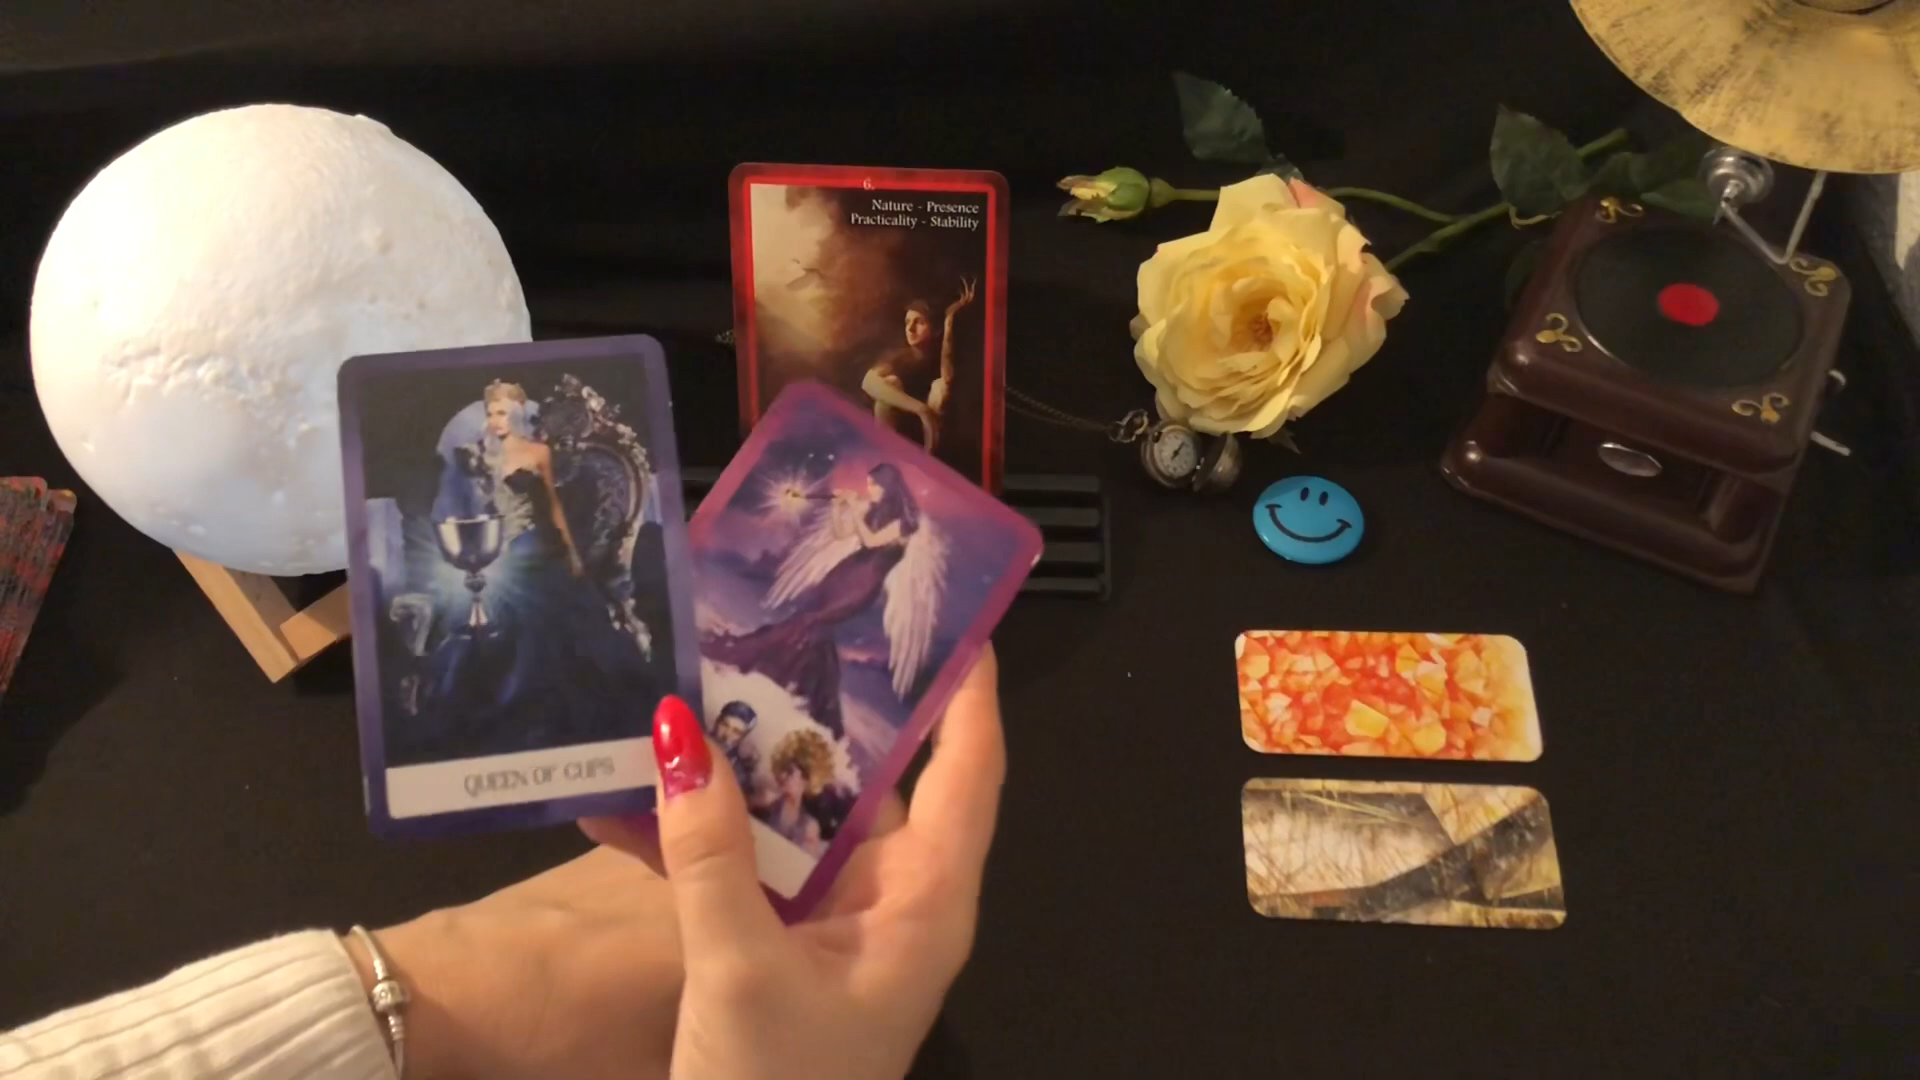 6.
Nature - Presence
Practicality - Stability
QUEEN OF CUPS